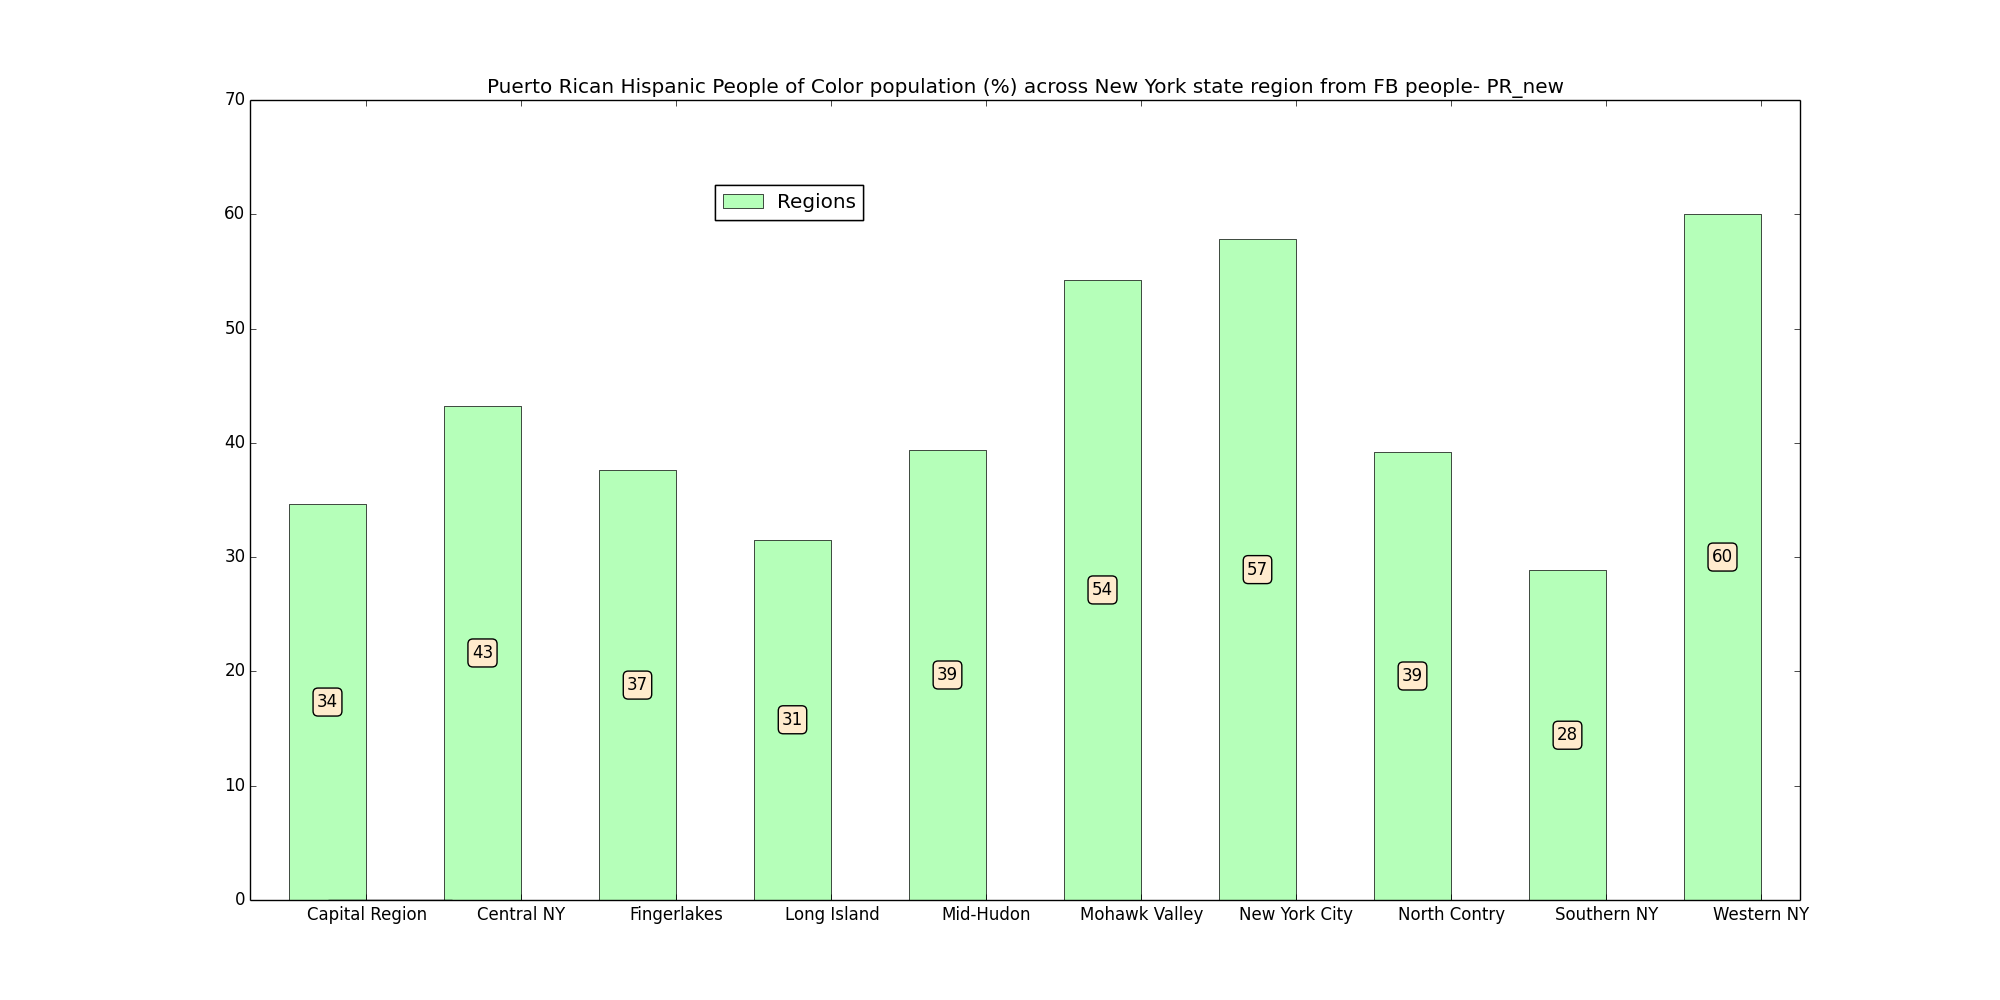 Puerto Rican Hispanic People of Color population (%) across New York state region from FB people- PR_new
70
60
50
40
30
20
10
0
Regions
34
43
37
31
39
54
57
39
28
60
Capital Region
Central NY
Fingerlakes
Long Island
Mid-Hudon
Mohawk Valley
New York City
North Contry
Southern NY
Western NY